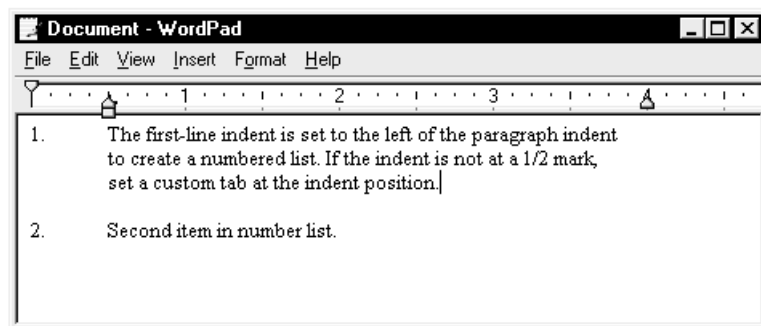 Document - WordPad
File Edit View Insert Format Help
1 2 3 4
1. The first-line indent is set to the left of the paragraph indent
to create a numbered list. If the indent is not at a 1/2 mark,
set a custom tab at the indent position.
2. Second item in number list.